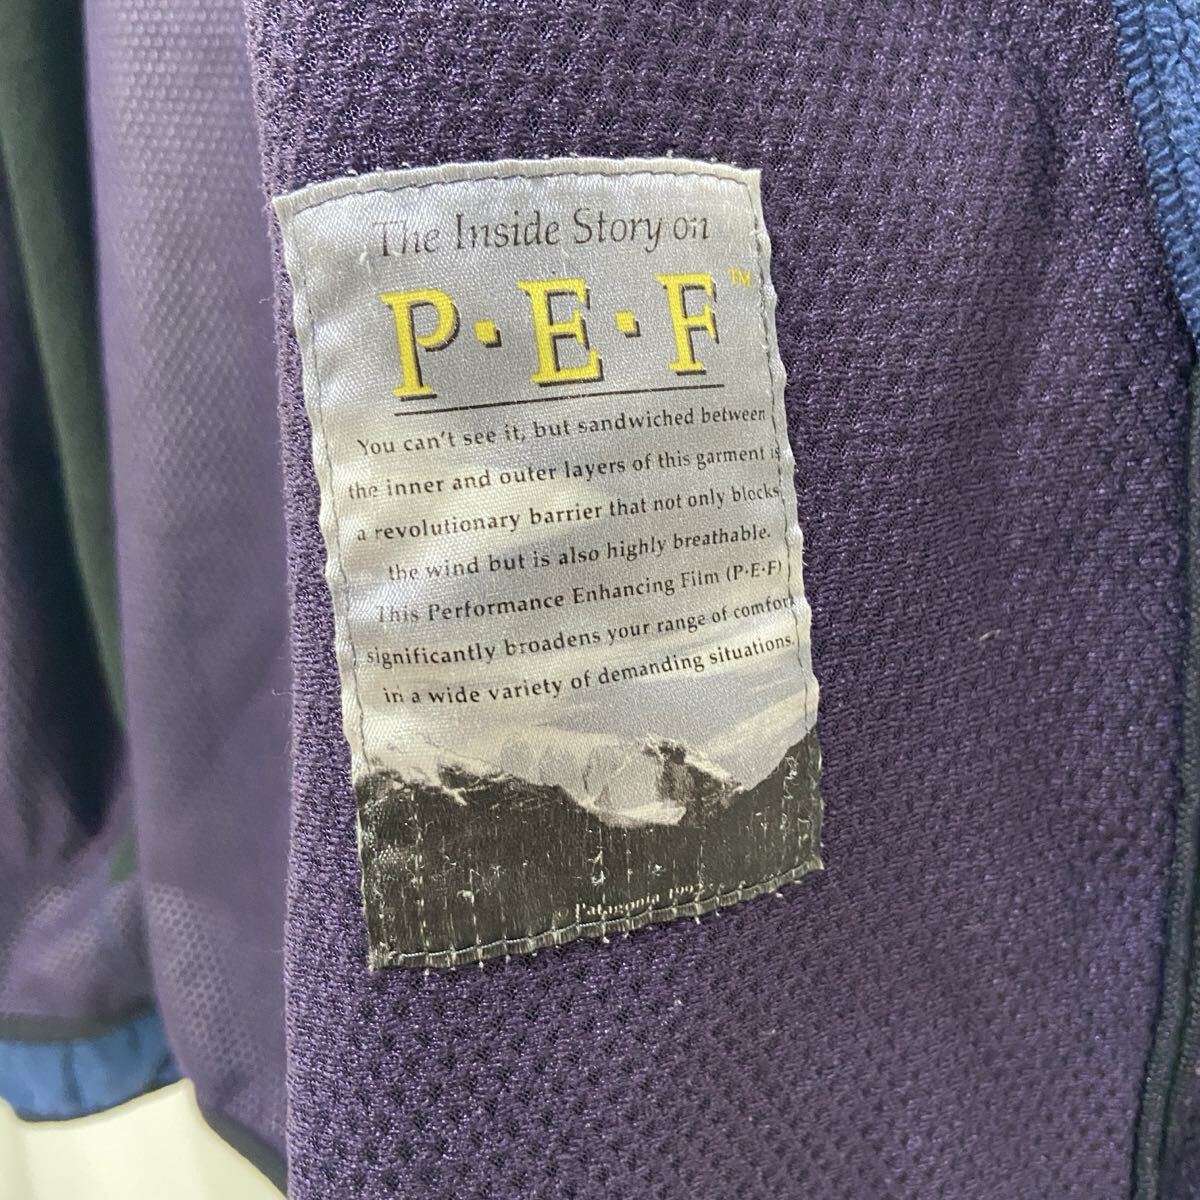 The Inside Story on
P·E·F™
You can't see it, but sandwiched between
the inner and outer layers of this garment is
a revolutionary barrier that not only blocks
the wind but is also highly breathable.
This Performance Enhancing Film (P·E·F)
significantly broadens your range of comfort
in a wide variety of demanding situations.
© Patagonia